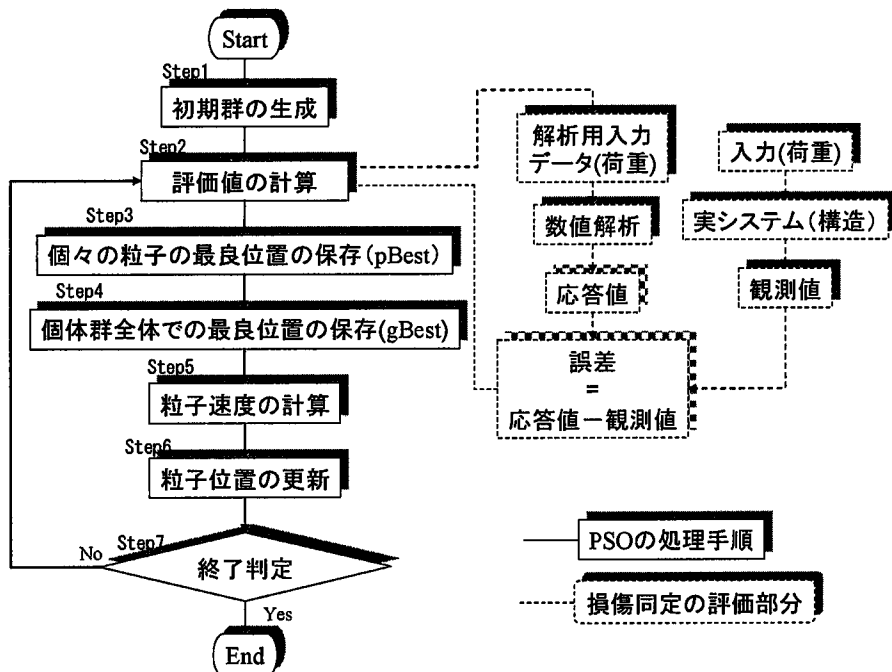 Start
Step1
初期群の生成
Step2
評価値の計算
Step3
個々の粒子の最良位置の保存(pBest)
Step4
個体群全体での最良位置の保存(gBest)
Step5
粒子速度の計算
Step6
粒子位置の更新
Step7
No
終了判定
Yes
End
解析用入力
データ(荷重)
数値解析
応答値
誤差
=
応答値－観測値
入力(荷重)
実システム(構造)
観測値
PSOの処理手順
損傷同定の評価部分